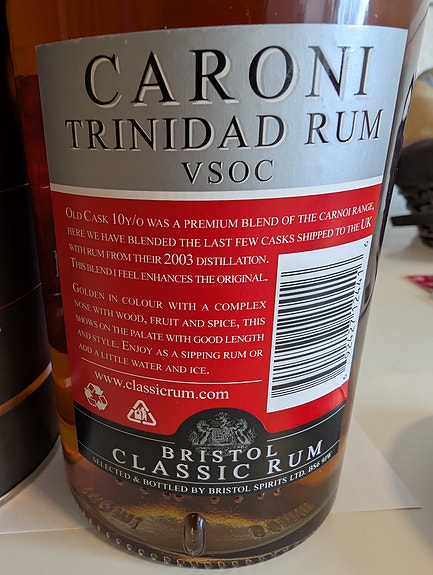 CARONI
TRINIDAD RUM
VSOC
OLD CASK 10Y/O WAS A PREMIUM BLEND OF THE CARNOI RANGE,
HERE WE HAVE BLENDED THE LAST FEW CASKS SHIPPED TO THE UK
WITH RUM FROM THEIR 2003 DISTILLATION.
THIS BLEND I FEEL ENHANCES THE ORIGINAL.
GOLDEN IN COLOUR WITH A COMPLEX
NOSE WITH WOOD, FRUIT AND SPICE, THIS
SHOWS ON THE PALATE WITH GOOD LENGTH
AND STYLE. ENJOY AS A SIPPING RUM OR
ADD A LITTLE WATER AND ICE.
www.classicrum.com
BRISTOL
CLASSIC RUM
SELECTED & BOTTLED BY BRISTOL SPIRITS LTD. BS6 6JW